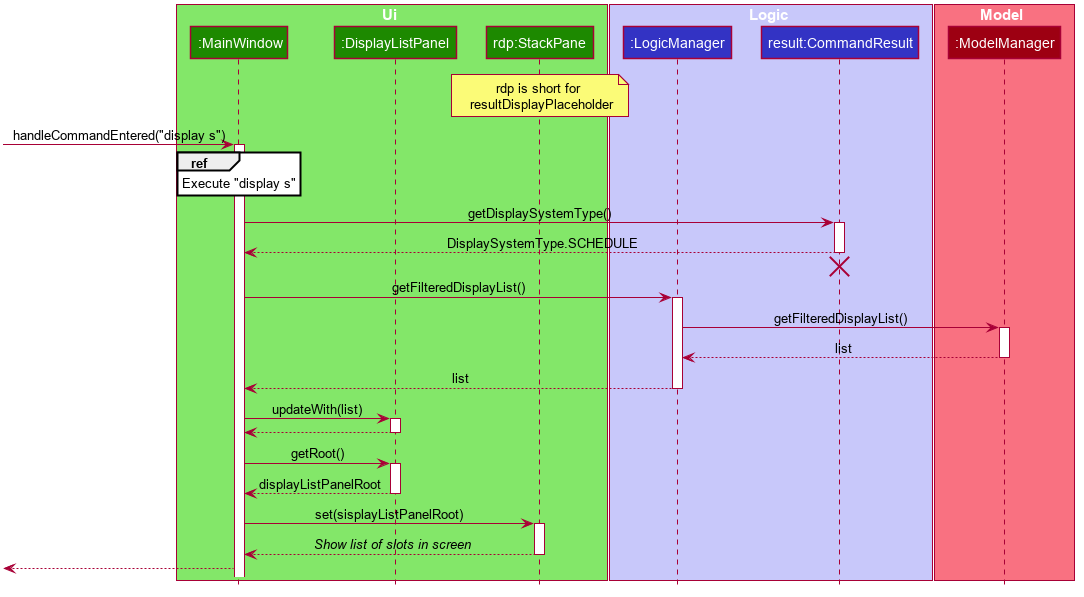 Ui
Logic
Model
:MainWindow
:DisplayListPanel
rdp:StackPane
:LogicManager
result:CommandResult
:ModelManager
rdp is short for
resultDisplayPlaceholder
handleCommandEntered("display s")
ref
Execute "display s"
getDisplaySystemType()
DisplaySystemType.SCHEDULE
getFilteredDisplayList()
getFilteredDisplayList()
list
list
updateWith(list)
getRoot()
displayListPanelRoot
set(sisplayListPanelRoot)
Show list of slots in screen